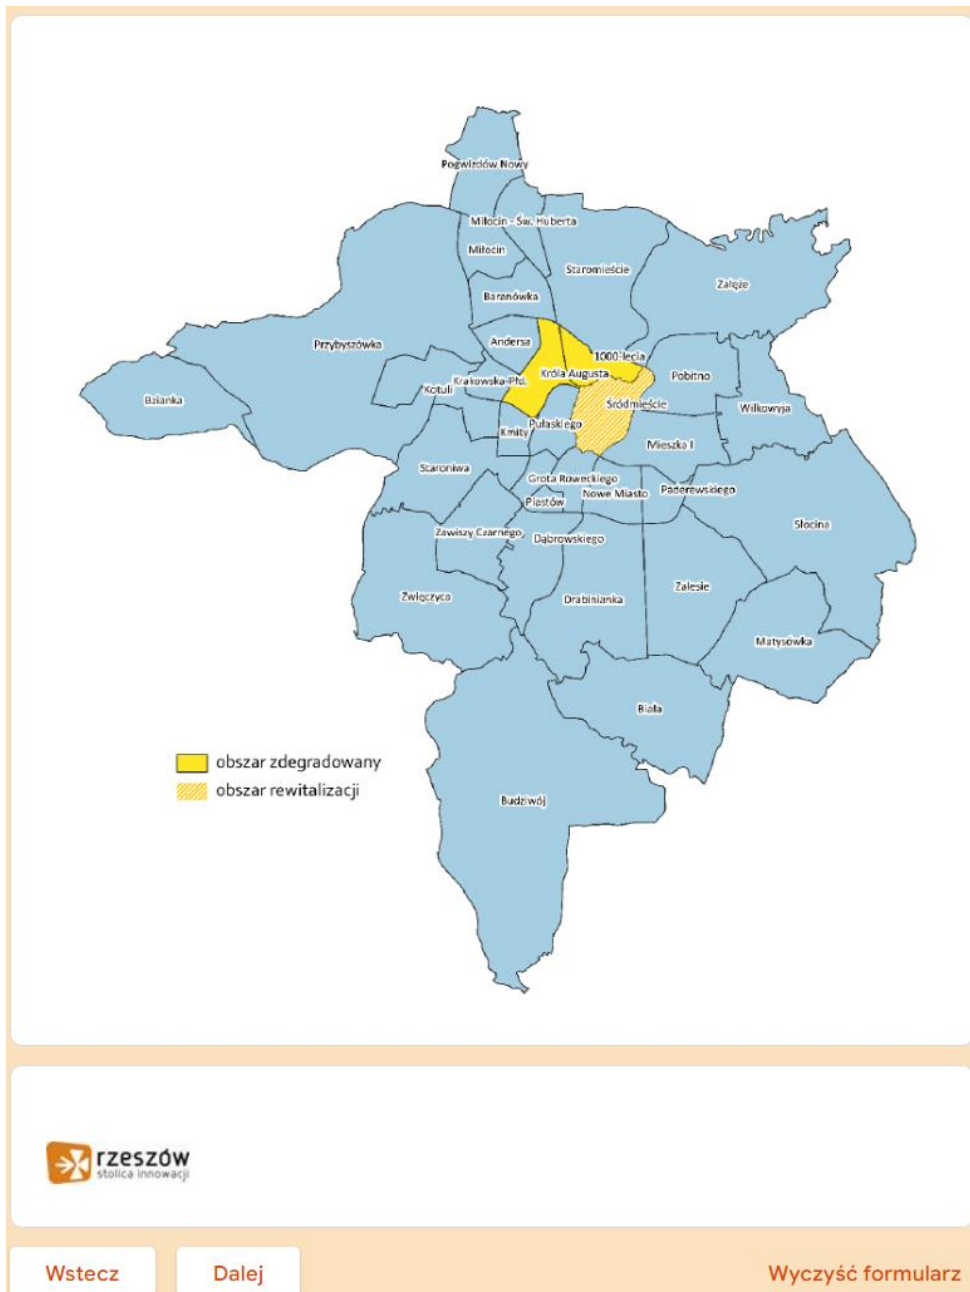 Pogwizdów Nowy
Miłocin - Św. Huberta
Miłocin
Staromieście
Załęże
Baranówka
Przybyszówka
Andersa
1000-lecia
Króla Augusta
Pobitno
Krakowska-Płd.
Kotuli
Bzianka
Śródmieście
Wilkowyja
Pułaskiego
Kmity
Mieszka I
Staroniwa
Grota Roweckiego
Nowe Miasto
Paderewskiego
Piastów
Słocina
Zawiszy Czarnego
Dąbrowskiego
Zwięczyca
Drabinianka
Zalesie
Matysówka
Biała
obszar zdegradowany
obszar rewitalizacji
Budziwój
rzeszów
stolica innowacji
Wstecz Dalej Wyczyść formularz